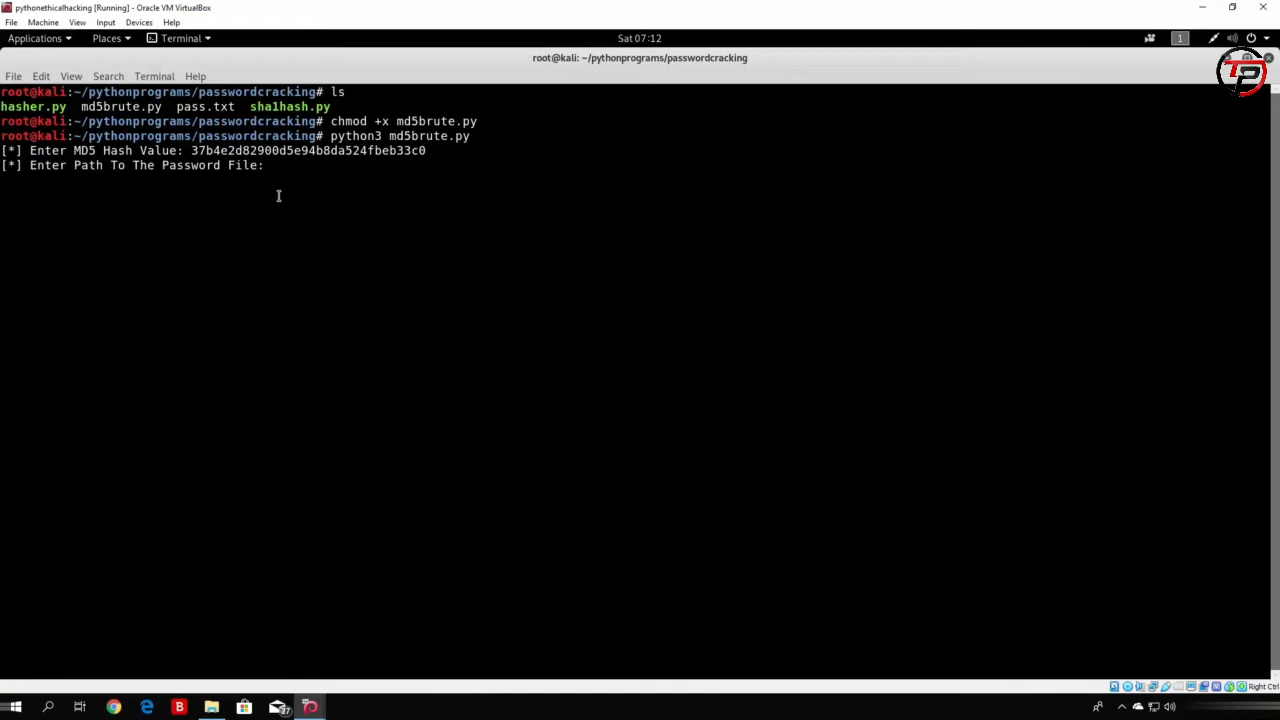 pythonethicalhacking [Running] - Oracle VM VirtualBox
File Machine View Input Devices Help
Applications Places Terminal Sat 07:12 1
root@kali: ~/pythonprograms/passwordcracking
File Edit View Search Terminal Help
root@kali:~/pythonprograms/passwordcracking# ls
hasher.py md5brute.py pass.txt sha1hash.py
root@kali:~/pythonprograms/passwordcracking# chmod +x md5brute.py
root@kali:~/pythonprograms/passwordcracking# python3 md5brute.py
[*] Enter MD5 Hash Value: 37b4e2d82900d5e94b8da524fbeb33c0
[*] Enter Path To The Password File:
TP
Right Ctrl
B 27